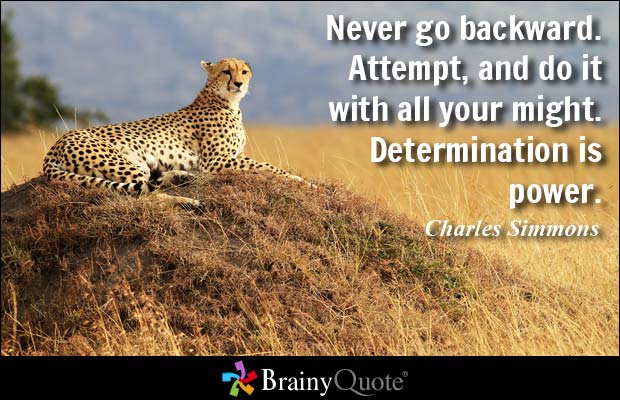 Never go backward.
Attempt, and do it
with all your might.
Determination is
power.
Charles Simmons
BrainyQuote®